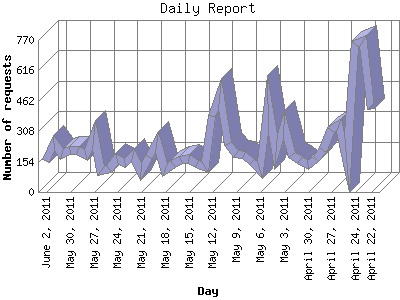 Daily Report
Number of requests
770
616
462
308
154
0
June 2, 2011
May 30, 2011
May 27, 2011
May 24, 2011
May 21, 2011
May 18, 2011
May 15, 2011
May 12, 2011
May 9, 2011
May 6, 2011
May 3, 2011
April 30, 2011
April 27, 2011
April 24, 2011
April 22, 2011
Day